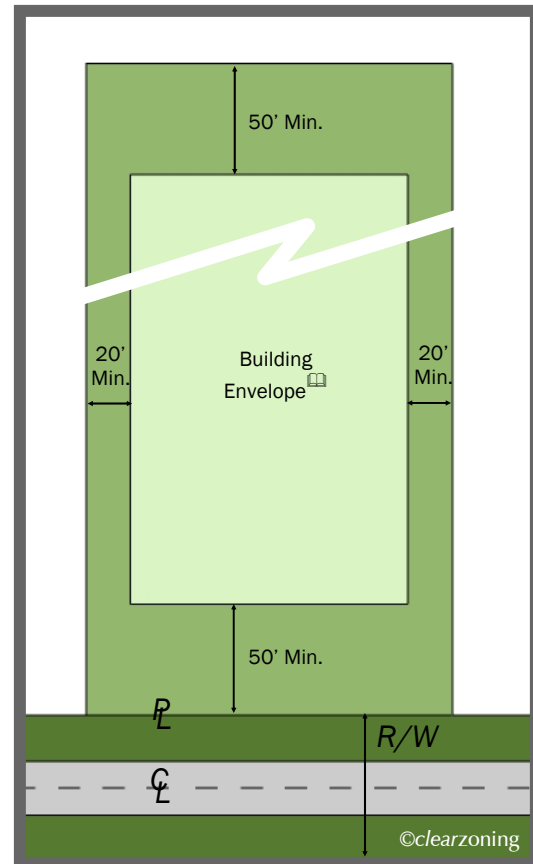 50’ Min.
20’
Min.
Building
Envelope
20’
Min.
50’ Min.
PL
R/W
CL
©clearzoning